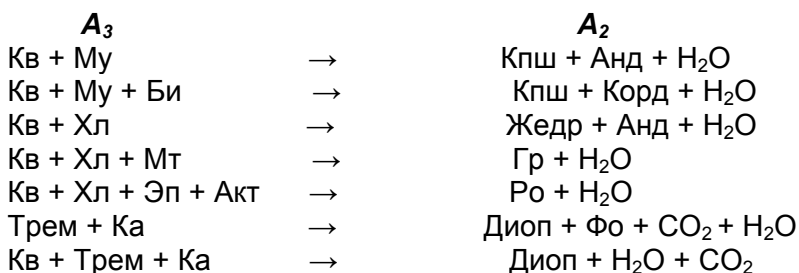 A₃ A₂
Кв + Му → Кпш + Анд + H₂O
Кв + Му + Би → Кпш + Корд + H₂O
Кв + Хл → Жедр + Анд + H₂O
Кв + Хл + Мт → Гр + H₂O
Кв + Хл + Эп + Акт → Ро + H₂O
Трем + Ка → Диоп + Фо + CO₂ + H₂O
Кв + Трем + Ка → Диоп + H₂O + CO₂